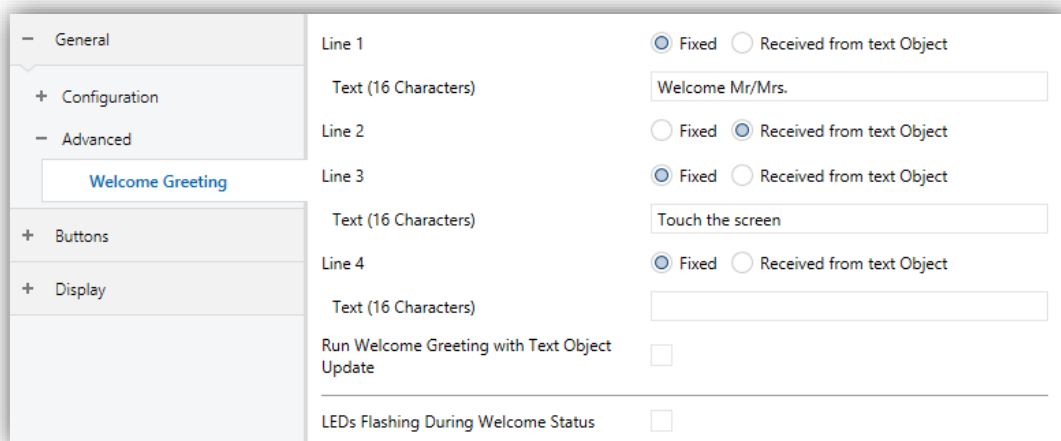 General
Configuration
Advanced
Welcome Greeting
Buttons
Display
Line 1
Fixed
Received from text Object
Text (16 Characters)
Welcome Mr/Mrs.
Line 2
Fixed
Received from text Object
Line 3
Fixed
Received from text Object
Text (16 Characters)
Touch the screen
Line 4
Fixed
Received from text Object
Text (16 Characters)
Run Welcome Greeting with Text Object
Update
LEDs Flashing During Welcome Status